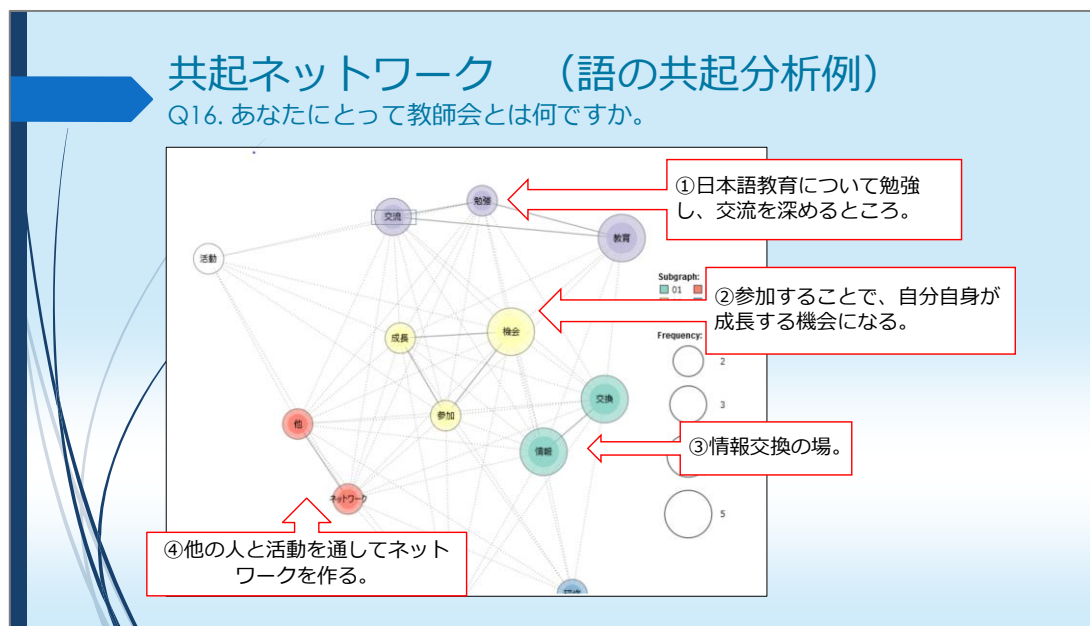 共起ネットワーク　（語の共起分析例）
Q16. あなたにとって教師会とは何ですか。
①日本語教育について勉強
し、交流を深めるところ。
勉強
交流
教育
活動
Subgraph:
01
②参加することで、自分自身が
成長する機会になる。
機会
成長
Frequency:
2
交換
3
参加
他
③情報交換の場。
情報
ネットワーク
5
④他の人と活動を通してネット
ワークを作る。